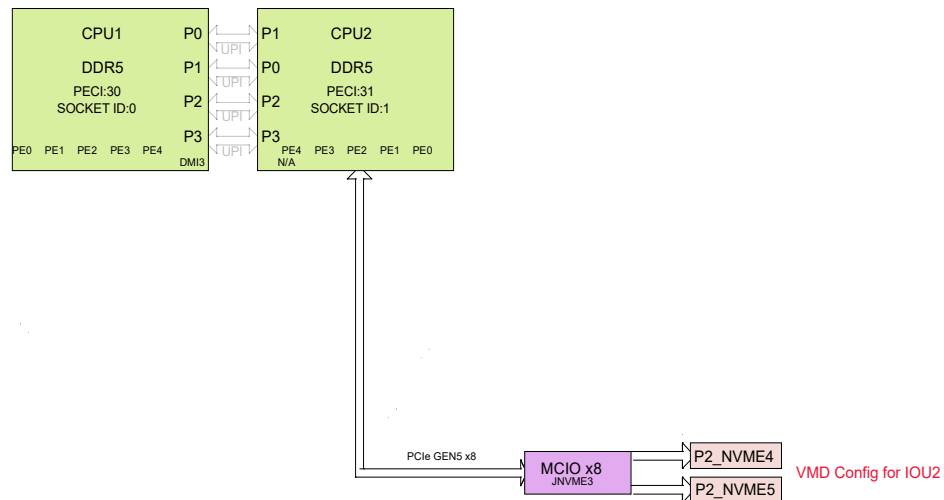 CPU1
P0
UPI
P1
CPU2
DDR5
P1
UPI
P0
DDR5
PECI:30
SOCKET ID:0
P2
UPI
P2
PECI:31
SOCKET ID:1
P3
UPI
P3
PE0 PE1 PE2 PE3 PE4
DMI3
PE4 PE3 PE2 PE1 PE0
N/A
PCIe GEN5 x8
MCIO x8
JNVME3
P2_NVME4
P2_NVME5
VMD Config for IOU2